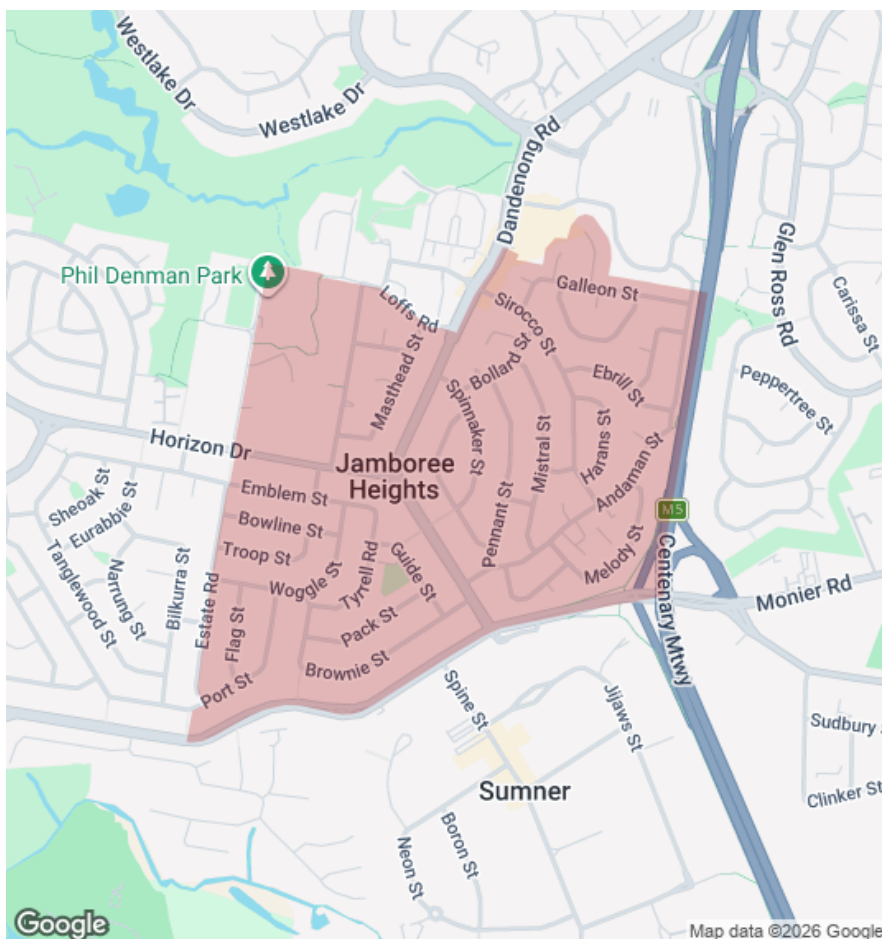 Westlake Dr
Westlake Dr
Dandenong Rd
Glen Ross Rd
Carissa St
Phil Denman Park
Galleon St
Loffs Rd
Sirocco St
Masthead St
Bollard St
Ebrill St
Peppertree St
Spinnaker St
Mistral St
Harans St
Horizon Dr
Jamboree
Heights
Andaman St
Sheoak St
Emblem St
Eurabbie St
Pennant St
M5
Bowline St
Troop St
Guide St
Melody St
Tyrrell Rd
Woggle St
Centenary Mtwy
Narrung St
Tanglewood St
Bilkurra St
Estate Rd
Flag St
Pack St
Monier Rd
Brownie St
Port St
Spine St
Jijaws St
Sudbury
Sumner
Clinker St
Boron St
Neon St
Google
Map data ©2026 Google